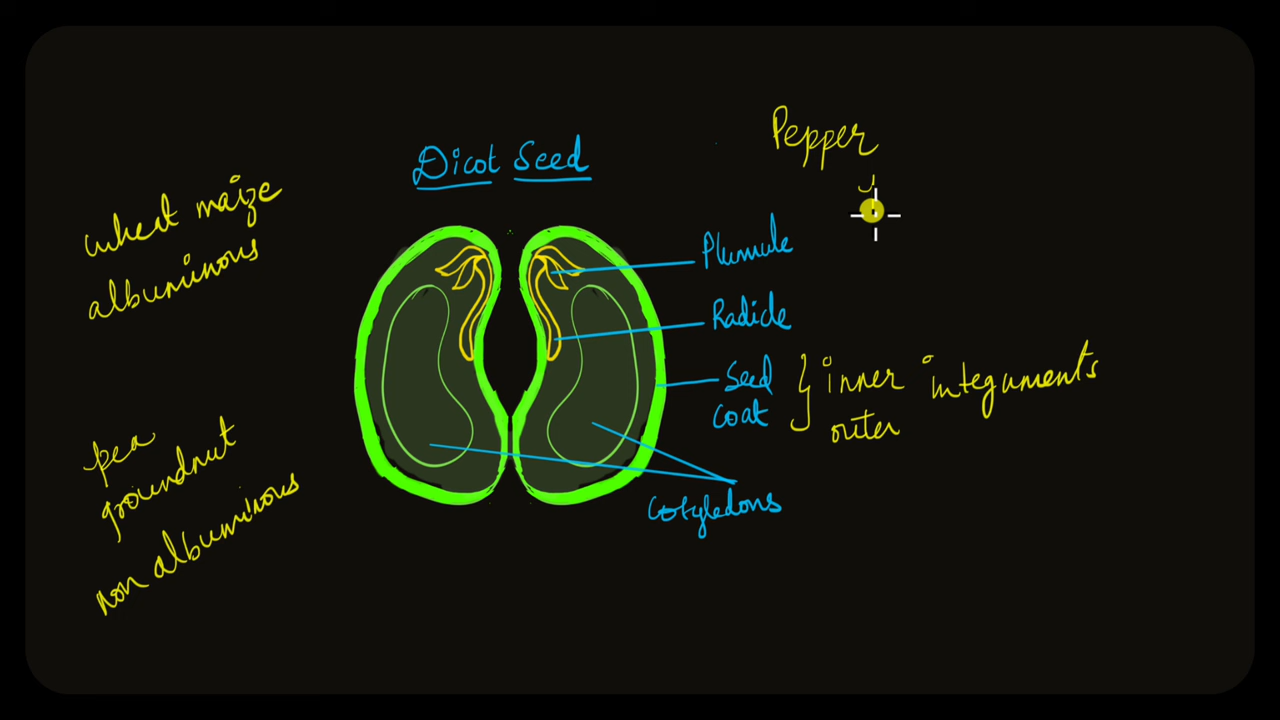 Dicot Seed
Pepper
wheat maize
albuminous
Plumule
Radicle
Seed
Coat
inner integuments
outer
pea
groundnut
non albuminous
Cotyledons